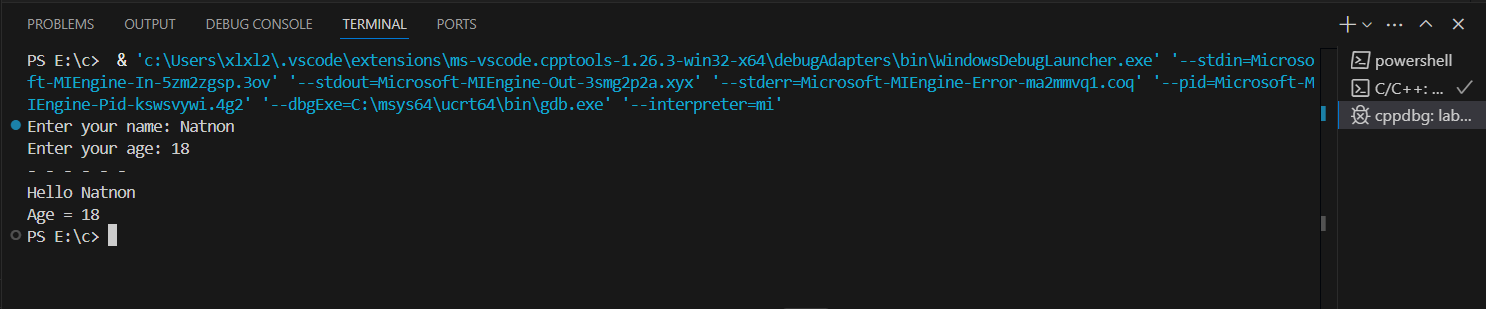 PROBLEMS OUTPUT DEBUG CONSOLE TERMINAL PORTS
PS E:\c>  & 'c:\Users\xlxl2\.vscode\extensions\ms-vscode.cpptools-1.26.3-win32-x64\debugAdapters\bin\WindowsDebugLauncher.exe' '--stdin=Microso
ft-MIEngine-In-5zm2zgsp.3ov' '--stdout=Microsoft-MIEngine-Out-3smg2p2a.xyx' '--stderr=Microsoft-MIEngine-Error-ma2mmvq1.coq' '--pid=Microsoft-M
IEngine-Pid-kswsvywi.4g2' '--dbgExe=C:\msys64\ucrt64\bin\gdb.exe' '--interpreter=mi'
Enter your name: Natnon
Enter your age: 18
- - - - - -
Hello Natnon
Age = 18
PS E:\c>
powershell
C/C++: ...
cppdbg: lab...